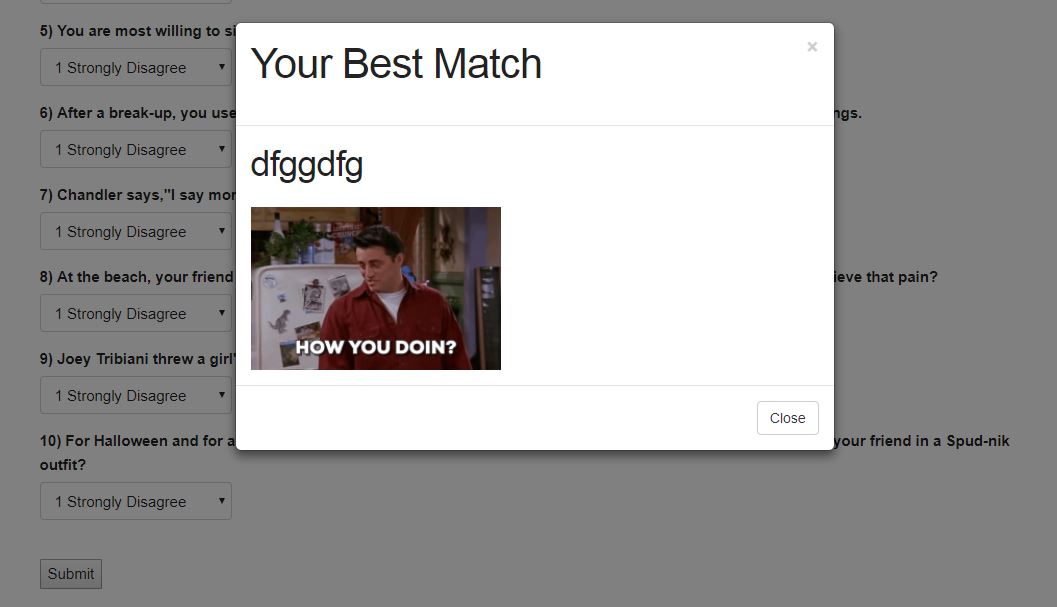 5) You are most willing to si
1 Strongly Disagree
6) After a break-up, you use
ngs.
1 Strongly Disagree
7) Chandler says,"I say mor
1 Strongly Disagree
8) At the beach, your friend
ieve that pain?
1 Strongly Disagree
9) Joey Tribiani threw a girl'
1 Strongly Disagree
10) For Halloween and for a
your friend in a Spud-nik
outfit?
1 Strongly Disagree
Submit
Your Best Match
×
dfggdfg
HOW YOU DOIN?
Close